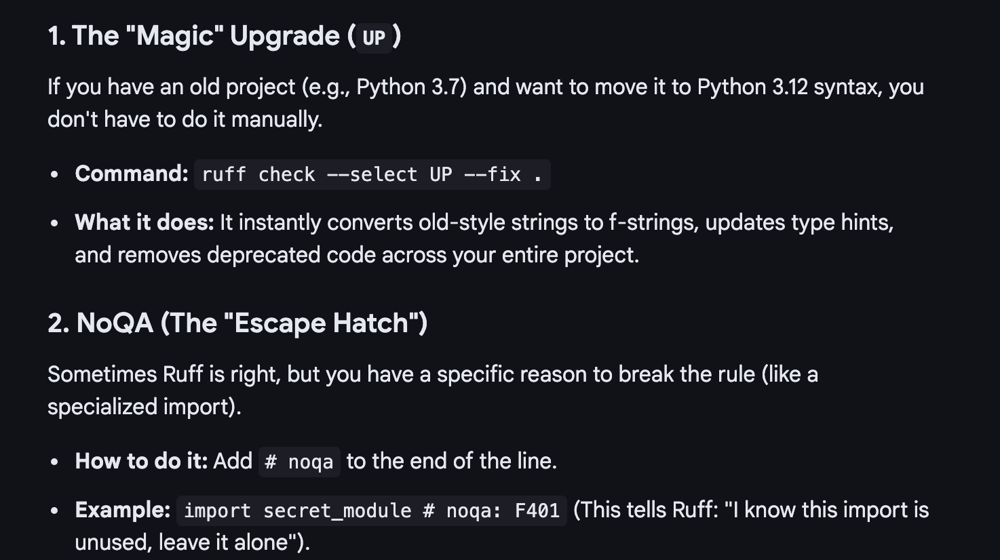 1. The "Magic" Upgrade ( UP )
If you have an old project (e.g., Python 3.7) and want to move it to Python 3.12 syntax, you
don't have to do it manually.
• Command: ruff check --select UP --fix .
• What it does: It instantly converts old-style strings to f-strings, updates type hints,
and removes deprecated code across your entire project.
2. NoQA (The "Escape Hatch")
Sometimes Ruff is right, but you have a specific reason to break the rule (like a
specialized import).
• How to do it: Add # noqa to the end of the line.
• Example: import secret_module # noqa: F401 (This tells Ruff: "I know this import is
unused, leave it alone").